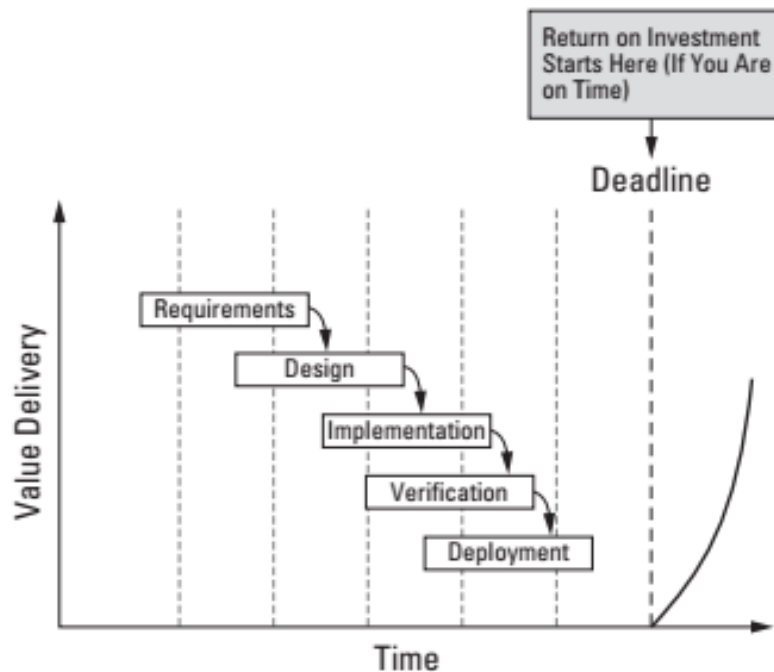 Return on Investment
Starts Here (If You Are
on Time)
Deadline
Requirements
Design
Implementation
Verification
Deployment
Value Delivery
Time